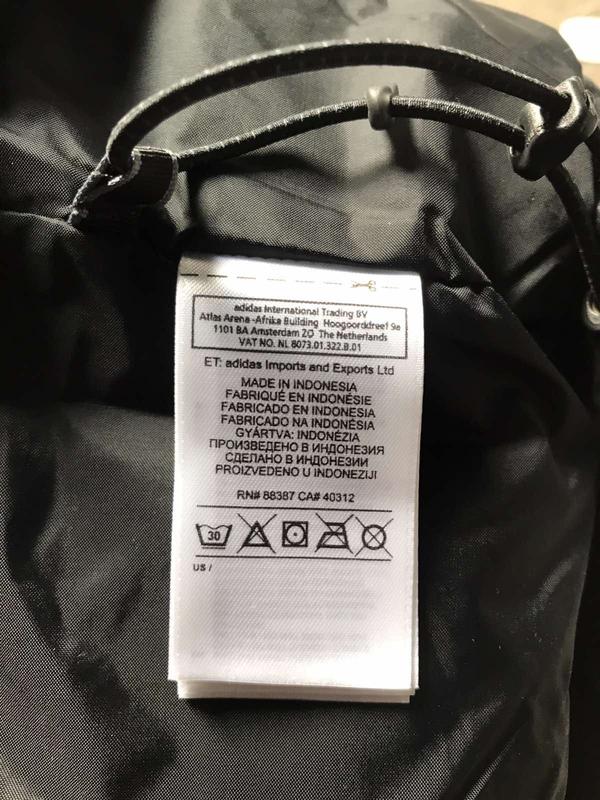 adidas International Trading BV
Atlas Arena -Afrika Building Hoogoorddreef 9a
1101 BA Amsterdam ZO The Netherlands
VAT NO. NL 8073.01.322.B.01
ET: adidas Imports and Exports Ltd
MADE IN INDONESIA
FABRIQUÉ EN INDONÉSIE
FABRICADO EN INDONESIA
FABRICADO NA INDONÉSIA
GYÁRTVA: INDONÉZIA
ПРОИЗВЕДЕНО В ИНДОНЕЗИЯ
СДЕЛАНО В ИНДОНЕЗИИ
PROIZVEDENO U INDONEZIJI
RN# 88387 CA# 40312
30
US /